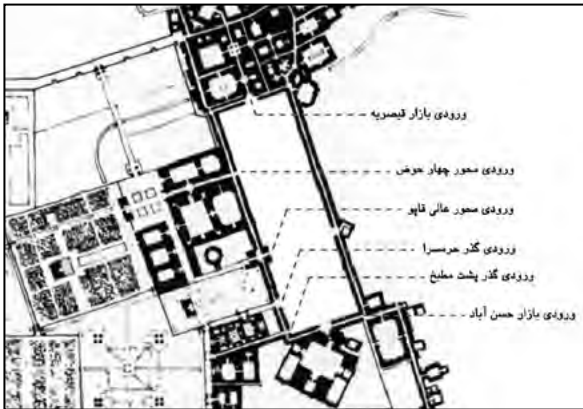 ورودی بازار قیصریه
ورودی محور چهار حوض
ورودی محور عالی قاپو
ورودی گذر حرمسرا
ورودی گذر پشت مطبخ
ورودی بازار حسن آباد